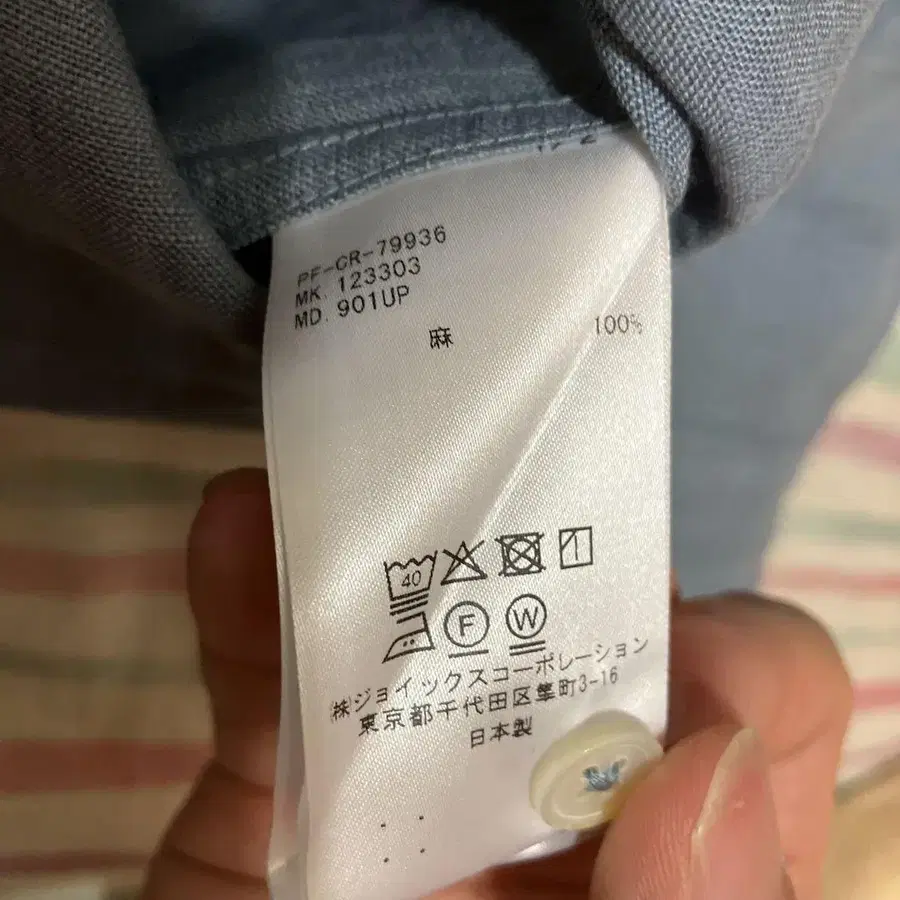 PF-CR-79936
MK. 123303
MD. 901UP
麻 100%
40
F W
㈱ジョイックスコーポレーション
東京都千代田区隼町3-16
日本製